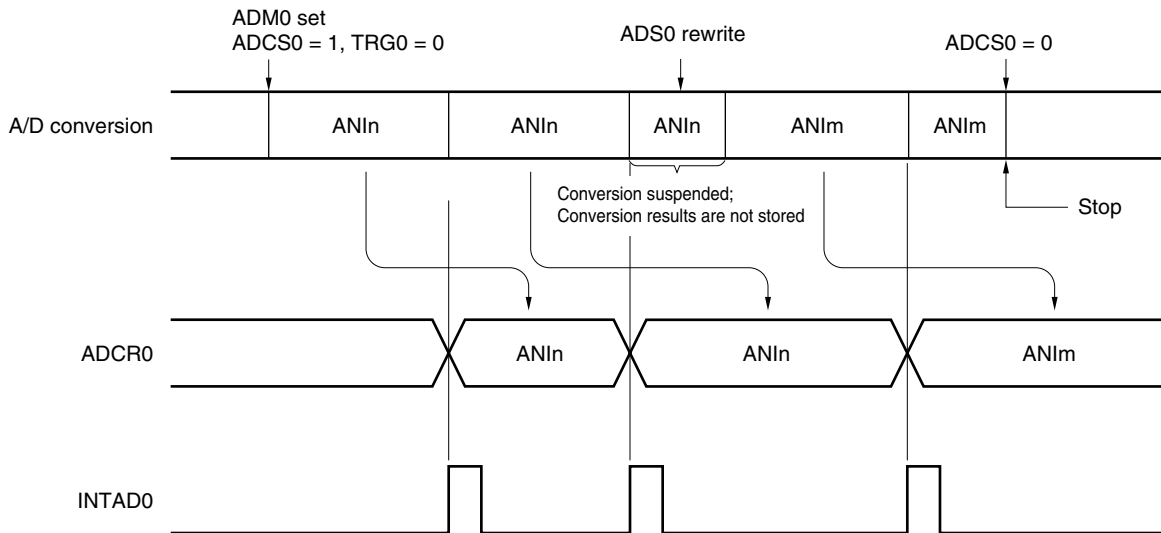 ADM0 set
ADCS0 = 1, TRG0 = 0
ADS0 rewrite
ADCS0 = 0
A/D conversion
ANIn
ANIn
ANIn
ANIm
ANIm
Conversion suspended;
Conversion results are not stored
Stop
ADCR0
ANIn
ANIn
ANIm
INTAD0